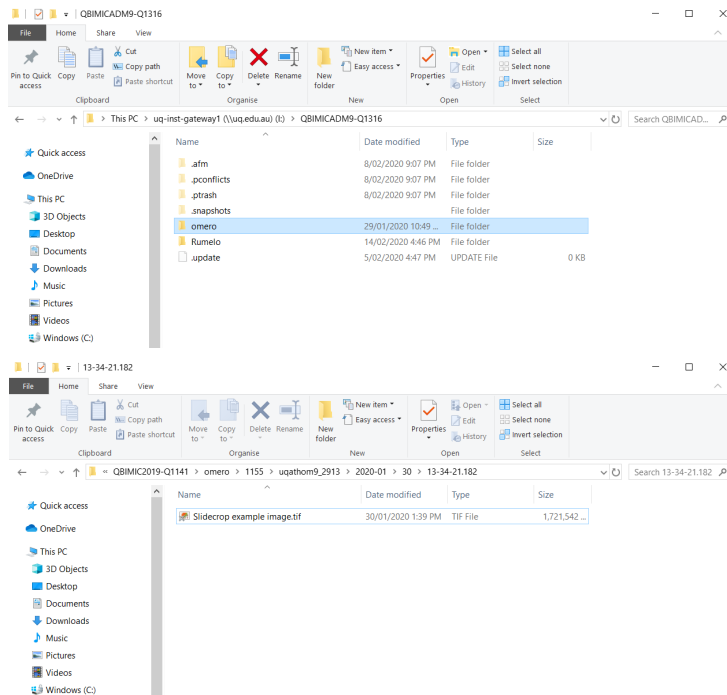 QBIMICADM9-Q1316
File Home Share View
Pin to Quick access
Copy
Paste
Cut
Copy path
Paste shortcut
Move to
Copy to
Delete
Rename
New folder
New item
Easy access
Properties
Open
Edit
History
Select all
Select none
Invert selection
Clipboard Organise New Open Select
This PC > uq-inst-gateway1 (\\uq.edu.au) (I:) > QBIMICADM9-Q1316
Search QBIMICAD...
Quick access
OneDrive
This PC
3D Objects
Desktop
Documents
Downloads
Music
Pictures
Videos
Windows (C:)
Name Date modified Type Size
.afm 8/02/2020 9:07 PM File folder
.pconflicts 8/02/2020 9:07 PM File folder
.ptrash 8/02/2020 9:07 PM File folder
.snapshots File folder
omero 29/01/2020 10:49 ... File folder
Rumelo 14/02/2020 4:46 PM File folder
.update 5/02/2020 4:47 PM UPDATE File 0 KB
13-34-21.182
File Home Share View
Pin to Quick access
Copy
Paste
Cut
Copy path
Paste shortcut
Move to
Copy to
Delete
Rename
New folder
New item
Easy access
Properties
Open
Edit
History
Select all
Select none
Invert selection
Clipboard Organise New Open Select
« QBIMIC2019-Q1141 > omero > 1155 > uqathom9_2913 > 2020-01 > 30 > 13-34-21.182
Search 13-34-21.182
Quick access
OneDrive
This PC
3D Objects
Desktop
Documents
Downloads
Music
Pictures
Videos
Windows (C:)
Name Date modified Type Size
Slidecrop example image.tif 30/01/2020 1:39 PM TIF File 1,721,542 ...